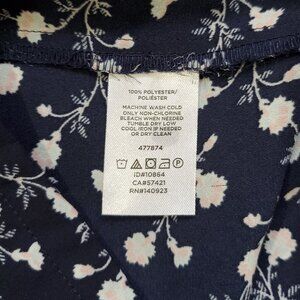 100% POLYESTER/
POLIÉSTER
MACHINE WASH COLD
ONLY NON-CHLORINE
BLEACH WHEN NEEDED
TUMBLE DRY LOW
COOL IRON IF NEEDED
OR DRY CLEAN
477874
ID#10864
CA#57421
RN#140923